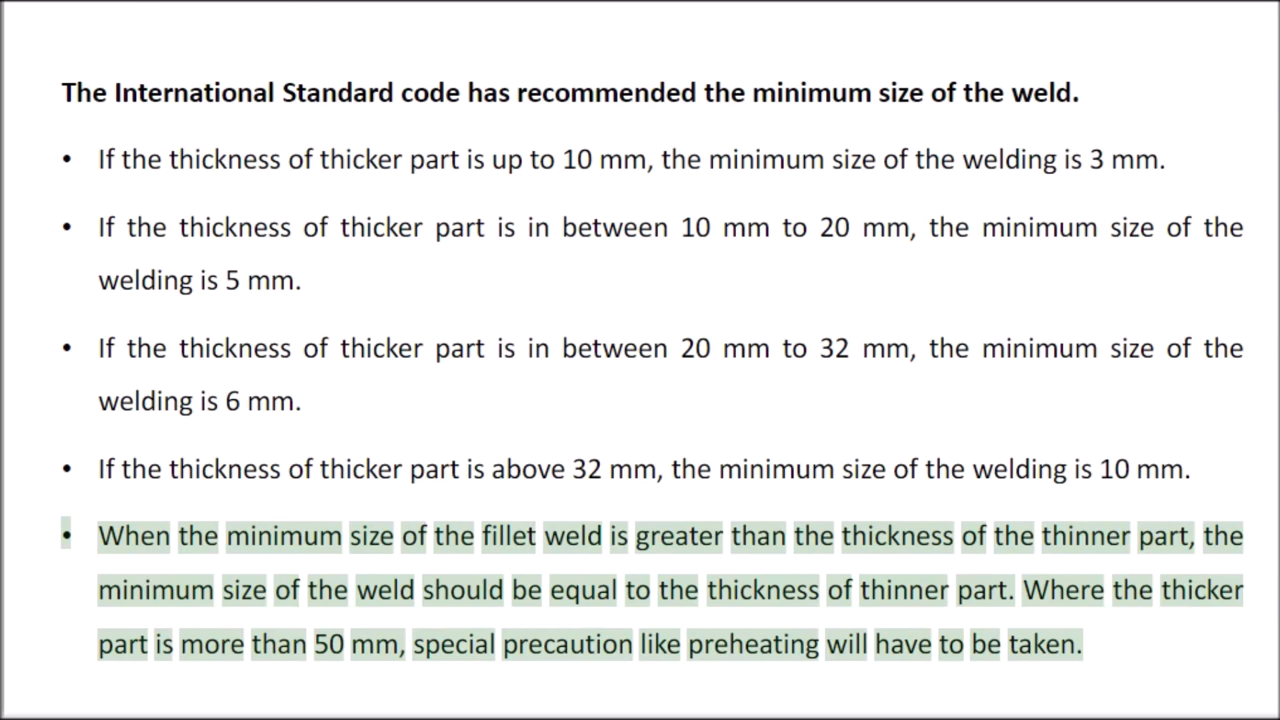 The International Standard code has recommended the minimum size of the weld.
• If the thickness of thicker part is up to 10 mm, the minimum size of the welding is 3 mm.
• If the thickness of thicker part is in between 10 mm to 20 mm, the minimum size of the
welding is 5 mm.
• If the thickness of thicker part is in between 20 mm to 32 mm, the minimum size of the
welding is 6 mm.
• If the thickness of thicker part is above 32 mm, the minimum size of the welding is 10 mm.
• When the minimum size of the fillet weld is greater than the thickness of the thinner part, the
minimum size of the weld should be equal to the thickness of thinner part. Where the thicker
part is more than 50 mm, special precaution like preheating will have to be taken.